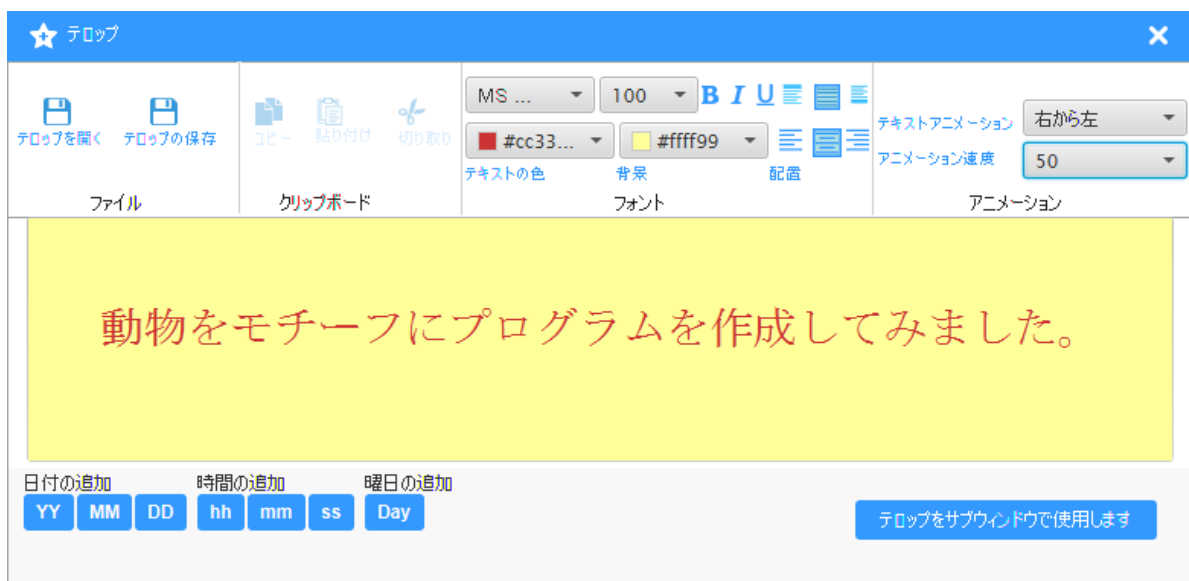 テロップ
MS ...
100
B I U
テロップを開く
テロップの保存
コピー
貼り付け
切り取り
#cc33...
#ffff99
テキストの色
背景
配置
テキストアニメーション
右から左
アニメーション速度
50
ファイル
クリップボード
フォント
アニメーション
動物をモチーフにプログラムを作成してみました。
日付の追加
時間の追加
曜日の追加
YY MM DD hh mm ss Day
テロップをサブウィンドウで使用します